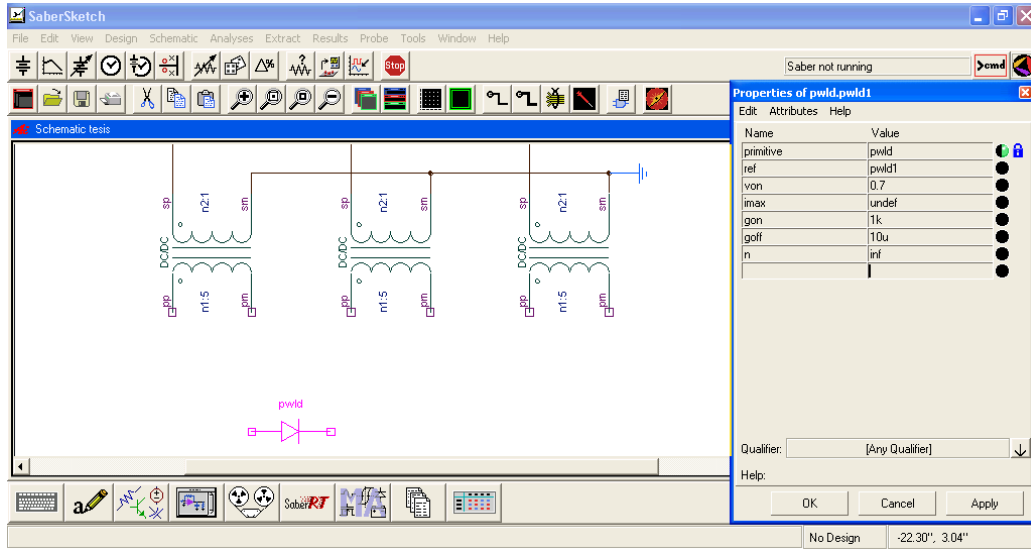 SaberSketch
File Edit View Design Schematic Analyses Extract Results Probe Tools Window Help
Stop
Saber not running
>cmd
Schematic tesis
sp n2:1 sm sp n2:1 sm sp n2:1 sm
DC/DC DC/DC DC/DC
pp n1:5 pm pp n1:5 pm pp n1:5 pm
pwld
Properties of pwld.pwld1
Edit Attributes Help
Name Value
primitive pwld
ref pwld1
von 0.7
imax undef
gon 1k
goff 10u
n inf
Qualifier: [Any Qualifier]
Help:
OK Cancel Apply
a
SaberRT
MA
No Design -22.30", 3.04"